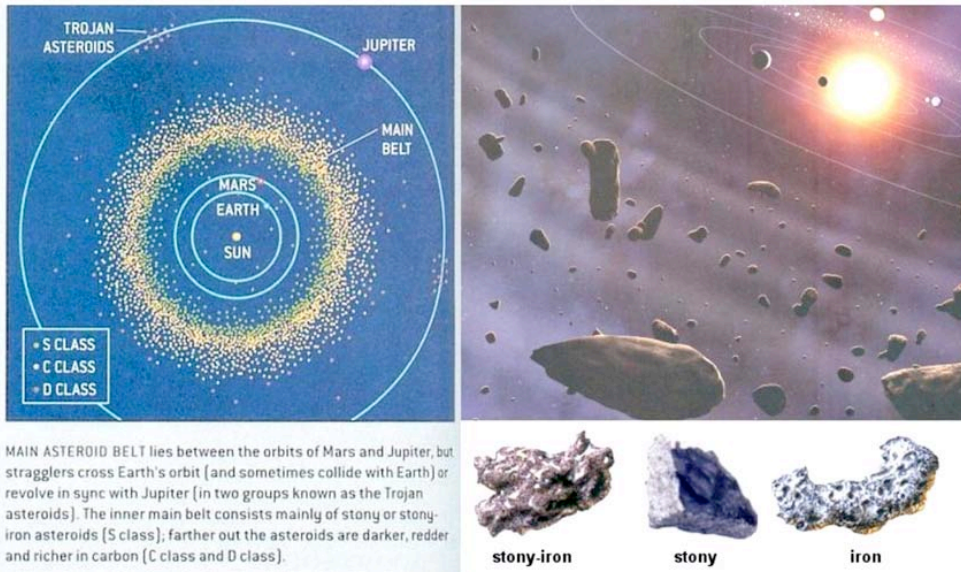 TROJAN
ASTEROIDS
JUPITER
MAIN
BELT
MARS
EARTH
SUN
S CLASS
C CLASS
D CLASS
MAIN ASTEROID BELT lies between the orbits of Mars and Jupiter, but
stragglers cross Earth's orbit (and sometimes collide with Earth) or
revolve in sync with Jupiter (in two groups known as the Trojan
asteroids). The inner main belt consists mainly of stony or stony-
iron asteroids (S class); farther out the asteroids are darker, redder
and richer in carbon (C class and D class).
stony-iron
stony
iron